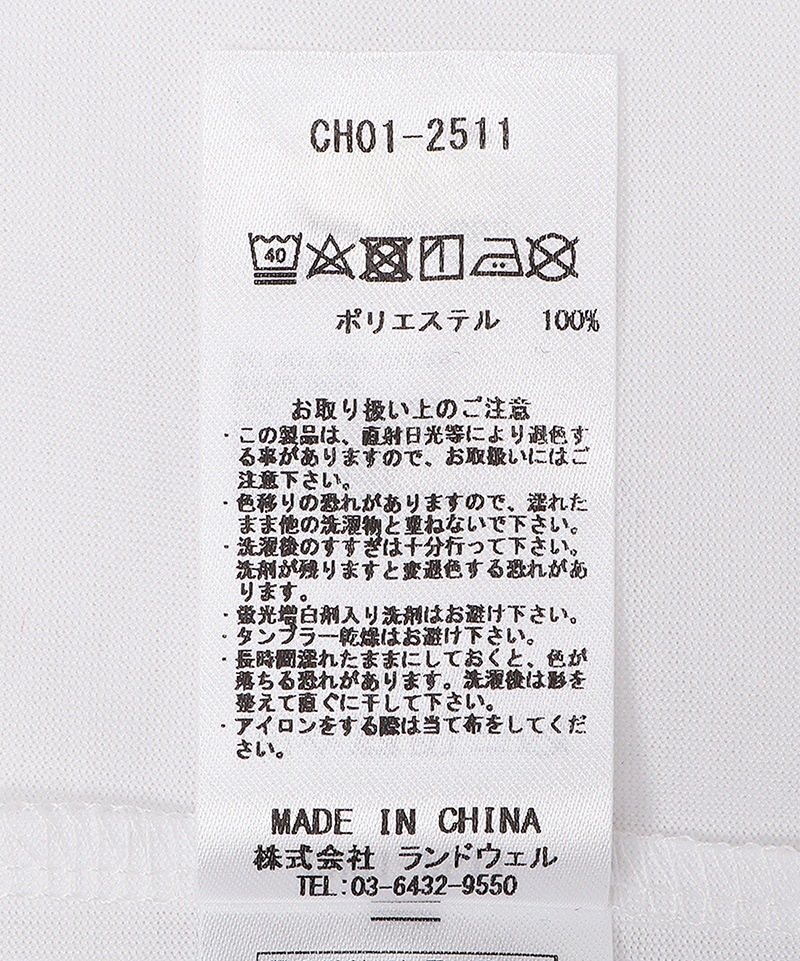 CH01-2511
40
ポリエステル 100%
お取り扱い上のご注意
・この製品は、直射日光等により退色す
る事がありますので、お取扱いにはご
注意下さい。
・色移りの恐れがありますので、濡れた
まま他の洗濯物と重ねないで下さい。
・洗濯後のすすぎは十分行って下さい。
洗剤が残りますと変退色する恐れがあ
ります。
・蛍光増白剤入り洗剤はお避け下さい。
・タンブラー乾燥はお避け下さい。
・長時間濡れたままにしておくと、色が
落ちる恐れがあります。洗濯後は形を
整えて直ぐに干して下さい。
・アイロンをする際は当て布をしてくだ
さい。
MADE IN CHINA
株式会社 ランドウェル
TEL:03-6432-9550